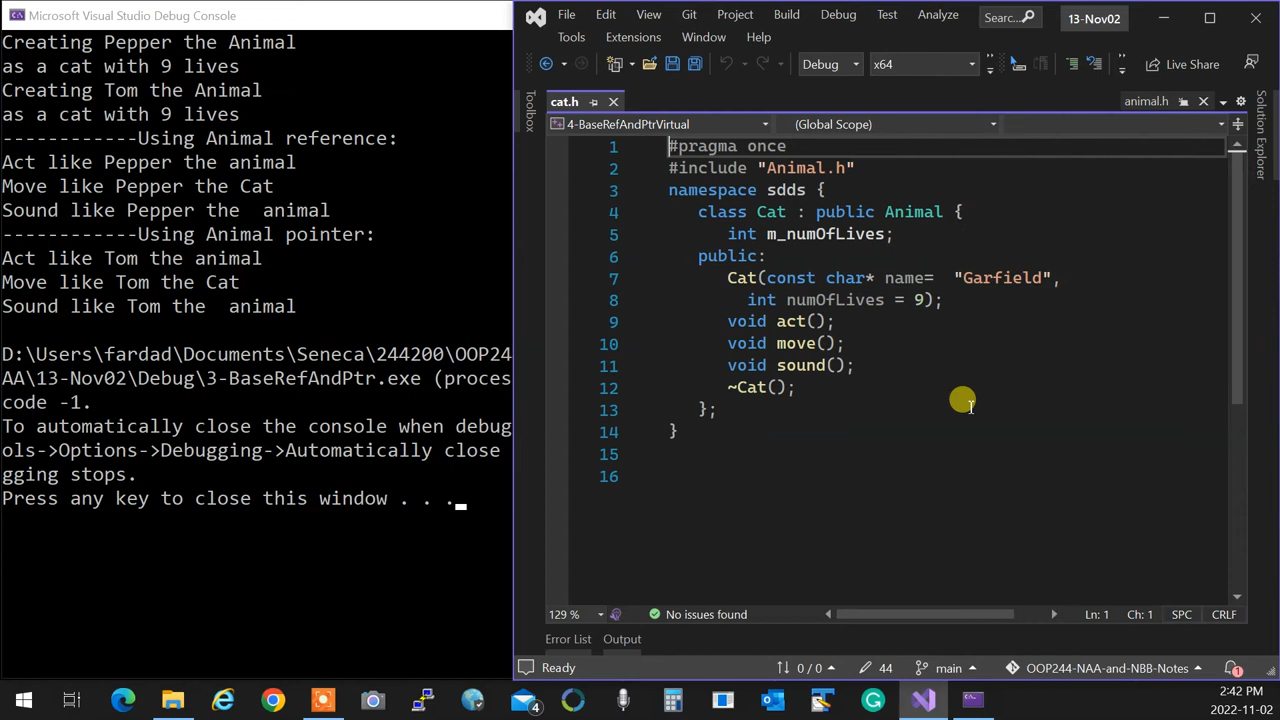 Microsoft Visual Studio Debug Console
Creating Pepper the Animal
as a cat with 9 lives
Creating Tom the Animal
as a cat with 9 lives
------------Using Animal reference:
Act like Pepper the animal
Move like Pepper the Cat
Sound like Pepper the  animal
------------Using Animal pointer:
Act like Tom the animal
Move like Tom the Cat
Sound like Tom the  animal
D:\Users\fardad\Documents\Seneca\244200\OOP24
AA\13-Nov02\Debug\3-BaseRefAndPtr.exe (proces
code -1.
To automatically close the console when debug
ols->Options->Debugging->Automatically close
gging stops.
Press any key to close this window . . .
File Edit View Git Project Build Debug Test Analyze Searc... 13-Nov02
Tools Extensions Window Help
Debug x64 Live Share
Toolbox
cat.h animal.h
4-BaseRefAndPtrVirtual (Global Scope)
Solution Explorer
1 #pragma once
2 #include "Animal.h"
3 namespace sdds {
4 class Cat : public Animal {
5 int m_numOfLives;
6 public:
7 Cat(const char* name=  "Garfield",
8 int numOfLives = 9);
9 void act();
10 void move();
11 void sound();
12 ~Cat();
13 };
14 }
15
16
129 % No issues found Ln: 1 Ch: 1 SPC CRLF
Error List Output
Ready 0 / 0 44 main OOP244-NAA-and-NBB-Notes 1
4
2:42 PM
2022-11-02